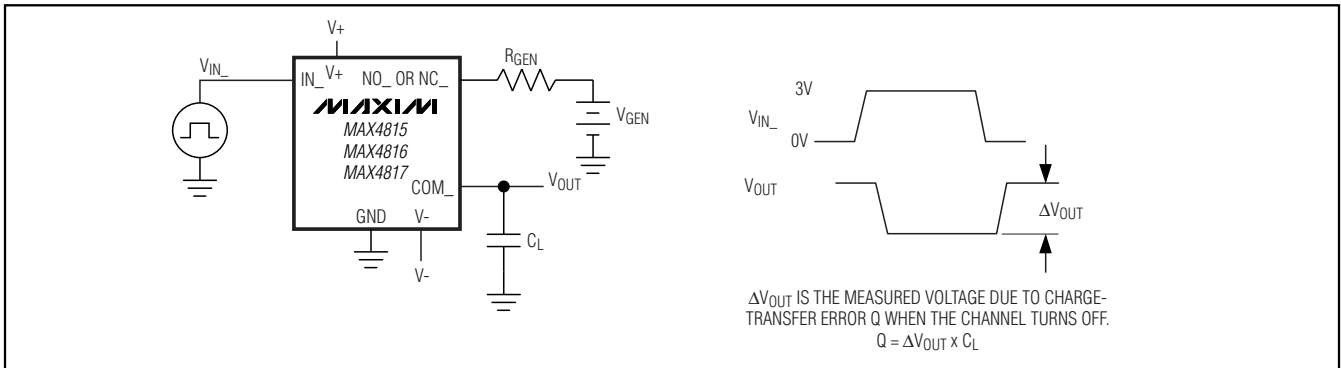 V+
V_IN_
IN_ V+ NO_ OR NC_
R_GEN
MAXIM
MAX4815
MAX4816
MAX4817
V_GEN
COM_
V_OUT
GND V-
C_L
V-
3V
V_IN_
0V
V_OUT
ΔV_OUT
ΔV_OUT IS THE MEASURED VOLTAGE DUE TO CHARGE-
TRANSFER ERROR Q WHEN THE CHANNEL TURNS OFF.
Q = ΔV_OUT x C_L